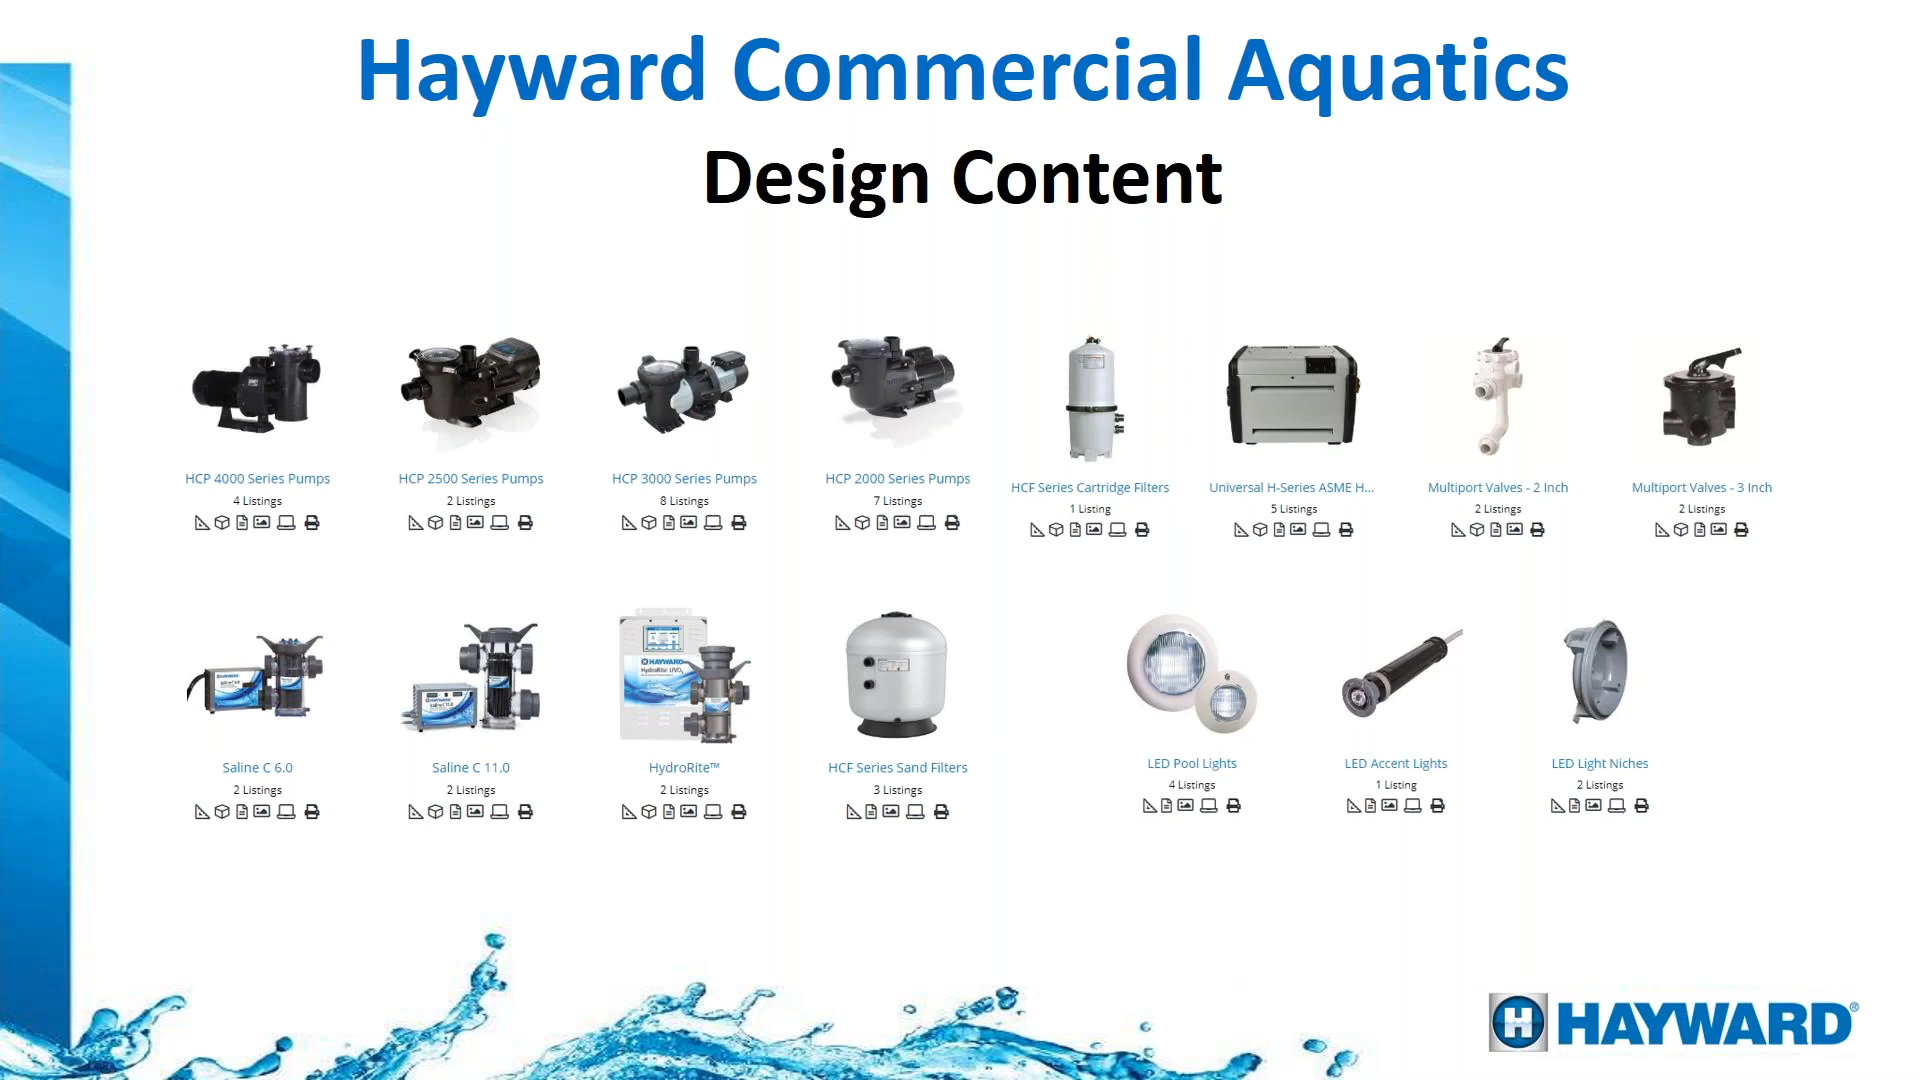 Hayward Commercial Aquatics
Design Content
HCP 4000 Series Pumps
4 Listings
HCP 2500 Series Pumps
2 Listings
HCP 3000 Series Pumps
8 Listings
HCP 2000 Series Pumps
7 Listings
HCF Series Cartridge Filters
1 Listing
Universal H-Series ASME H...
5 Listings
Multiport Valves - 2 Inch
2 Listings
Multiport Valves - 3 Inch
2 Listings
HAYWARD
HydroRite
Saline C 6.0
2 Listings
Saline C 11.0
2 Listings
HydroRite™
2 Listings
HCF Series Sand Filters
3 Listings
LED Pool Lights
4 Listings
LED Accent Lights
1 Listing
LED Light Niches
2 Listings
HAYWARD®